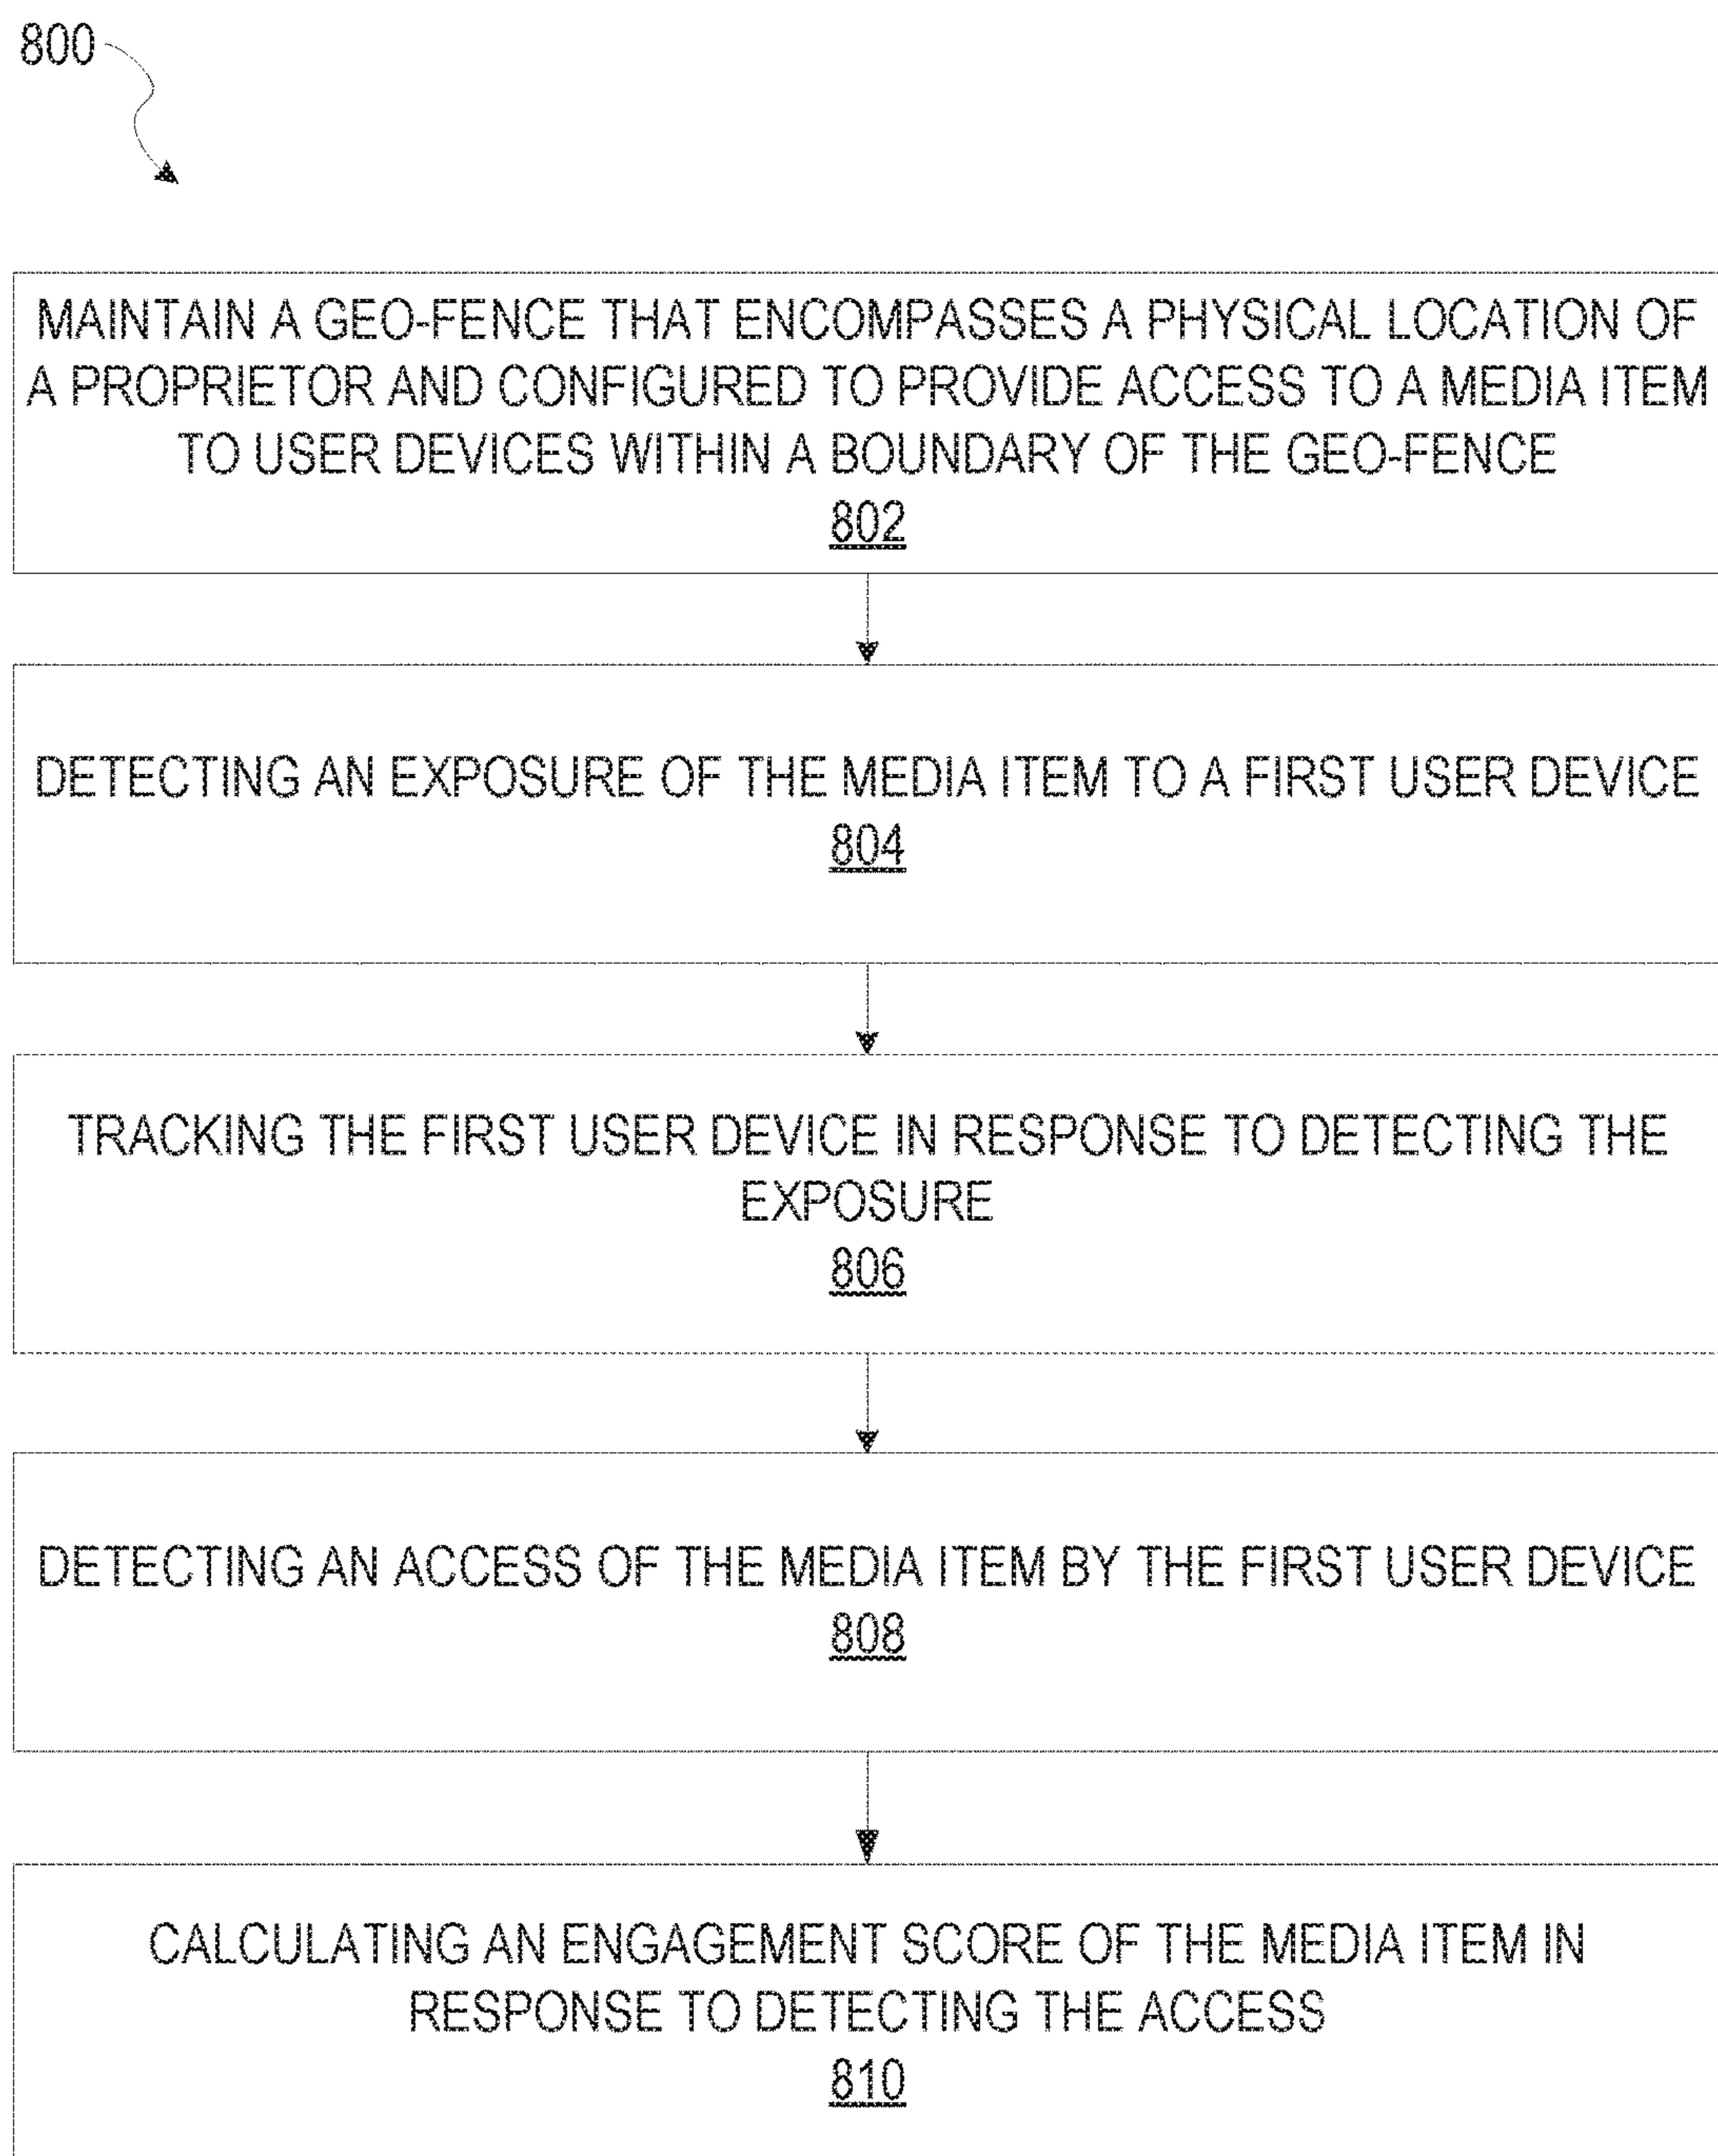 800
MAINTAIN A GEO-FENCE THAT ENCOMPASSES A PHYSICAL LOCATION OF
A PROPRIETOR AND CONFIGURED TO PROVIDE ACCESS TO A MEDIA ITEM
TO USER DEVICES WITHIN A BOUNDARY OF THE GEO-FENCE
802
DETECTING AN EXPOSURE OF THE MEDIA ITEM TO A FIRST USER DEVICE
804
TRACKING THE FIRST USER DEVICE IN RESPONSE TO DETECTING THE
EXPOSURE
806
DETECTING AN ACCESS OF THE MEDIA ITEM BY THE FIRST USER DEVICE
808
CALCULATING AN ENGAGEMENT SCORE OF THE MEDIA ITEM IN
RESPONSE TO DETECTING THE ACCESS
810